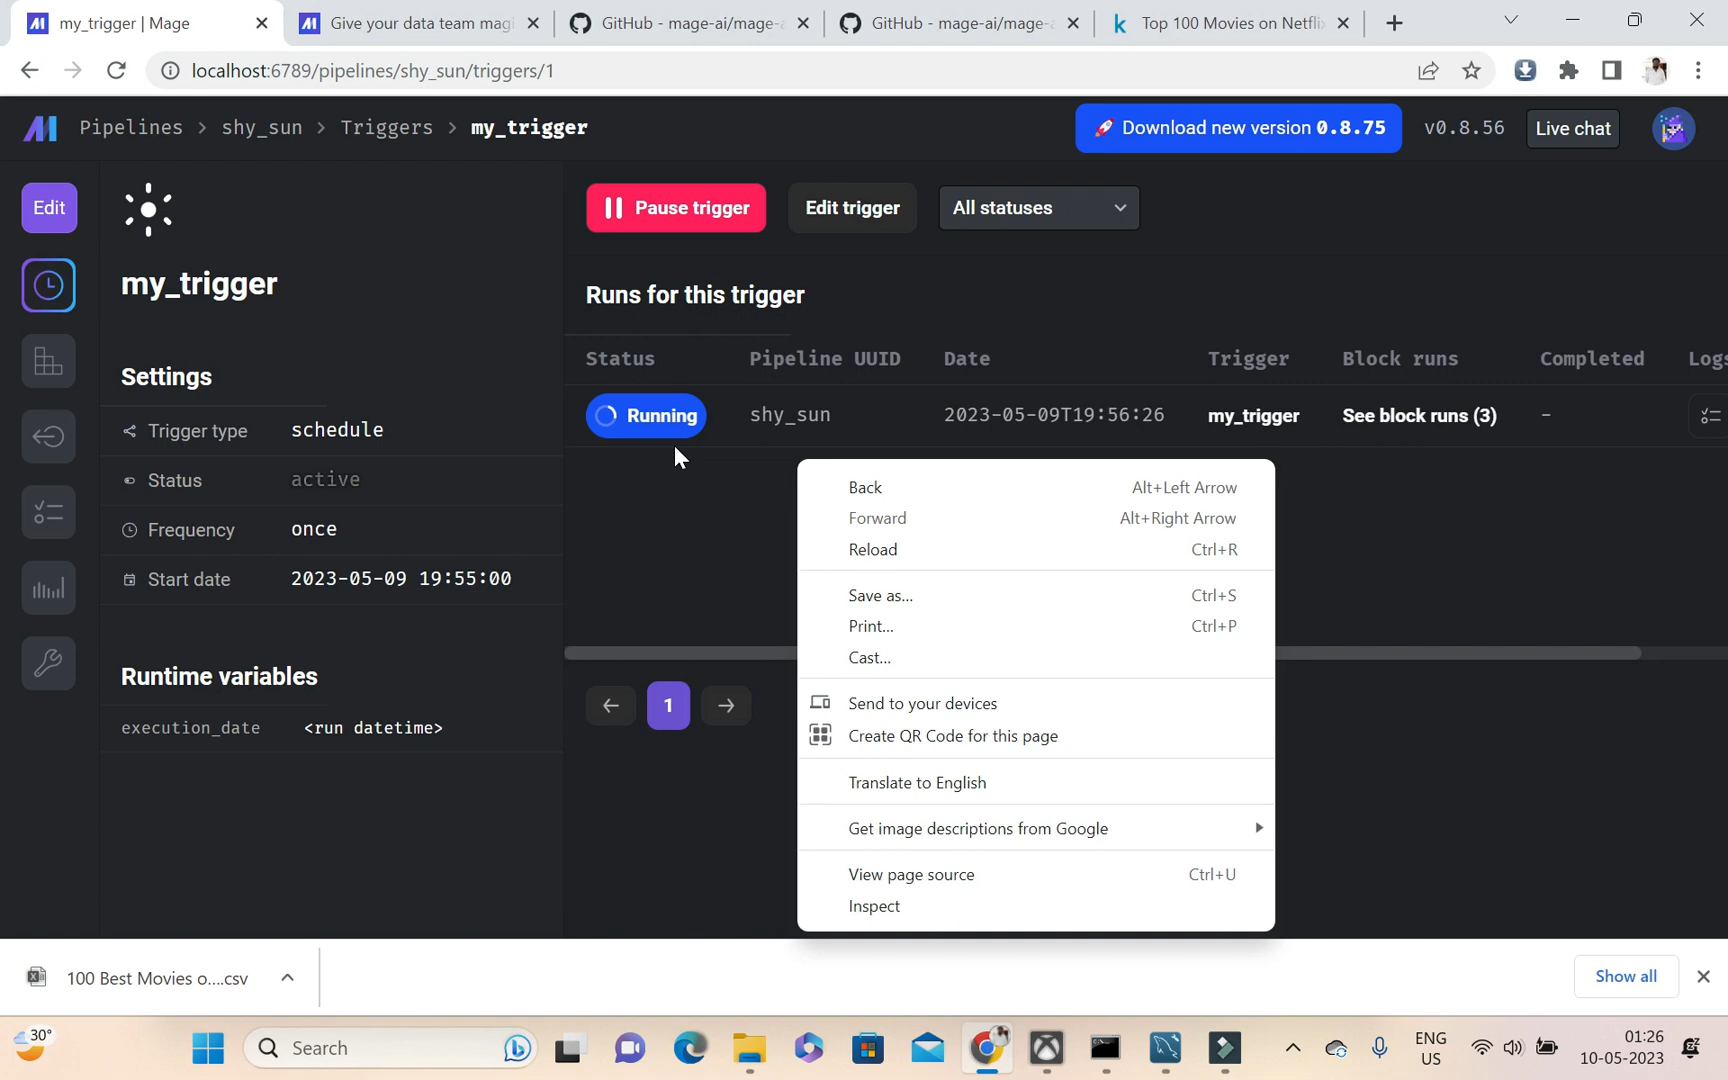 my_trigger | Mage
Give your data team magi
GitHub - mage-ai/mage-
GitHub - mage-ai/mage-
Top 100 Movies on Netfli
localhost:6789/pipelines/shy_sun/triggers/1
Pipelines > shy_sun > Triggers > my_trigger
Download new version 0.8.75
v0.8.56
Live chat
Edit
my_trigger
Settings
Trigger type schedule
Status active
Frequency once
Start date 2023-05-09 19:55:00
Runtime variables
execution_date <run datetime>
Pause trigger
Edit trigger
All statuses
Runs for this trigger
Status Pipeline UUID Date Trigger Block runs Completed Logs
Running shy_sun 2023-05-09T19:56:26 my_trigger See block runs (3) -
1
Back Alt+Left Arrow
Forward Alt+Right Arrow
Reload Ctrl+R
Save as... Ctrl+S
Print... Ctrl+P
Cast...
Send to your devices
Create QR Code for this page
Translate to English
Get image descriptions from Google
View page source Ctrl+U
Inspect
100 Best Movies o....csv
Show all
30°
Search
ENG
US
01:26
10-05-2023